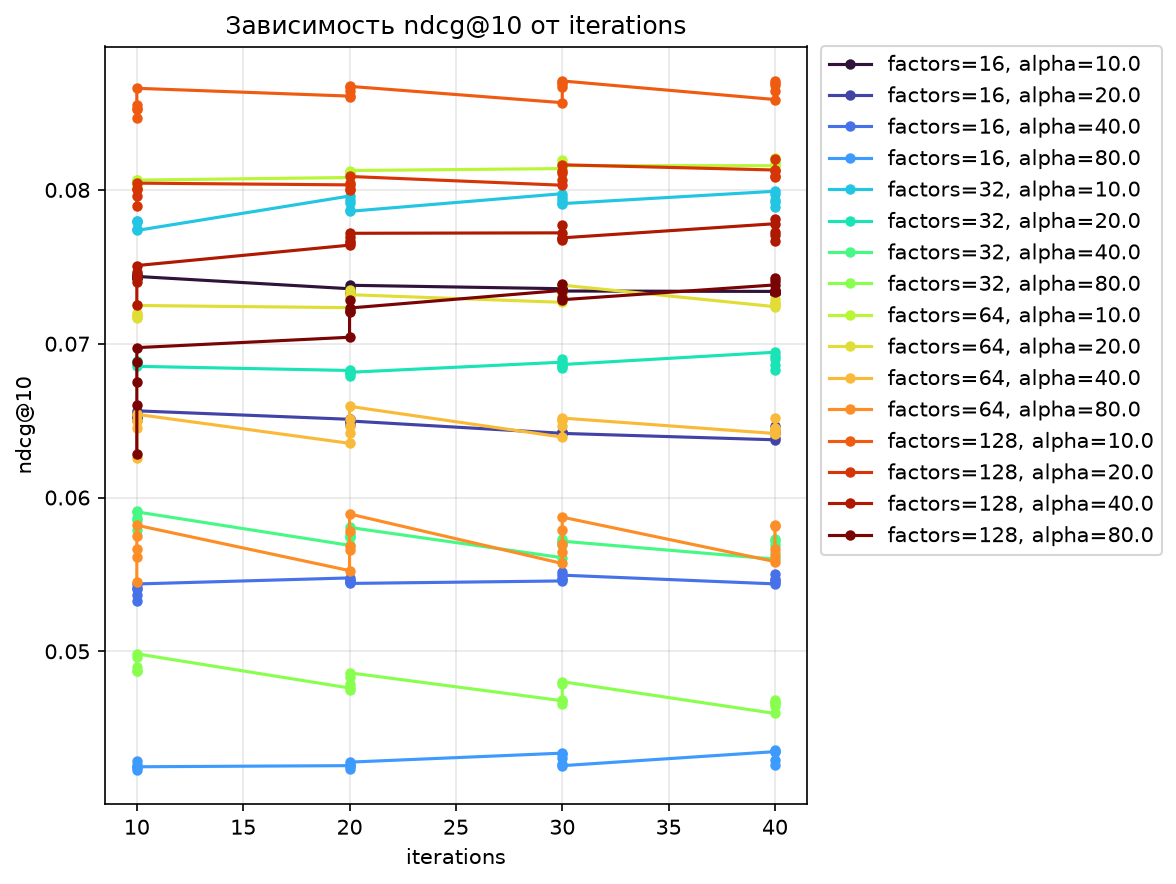 Зависимость ndcg@10 от iterations
factors=16, alpha=10.0
factors=16, alpha=20.0
factors=16, alpha=40.0
factors=16, alpha=80.0
factors=32, alpha=10.0
factors=32, alpha=20.0
factors=32, alpha=40.0
factors=32, alpha=80.0
factors=64, alpha=10.0
factors=64, alpha=20.0
factors=64, alpha=40.0
factors=64, alpha=80.0
factors=128, alpha=10.0
factors=128, alpha=20.0
factors=128, alpha=40.0
factors=128, alpha=80.0
0.08
0.07
0.06
0.05
ndcg@10
10 15 20 25 30 35 40
iterations